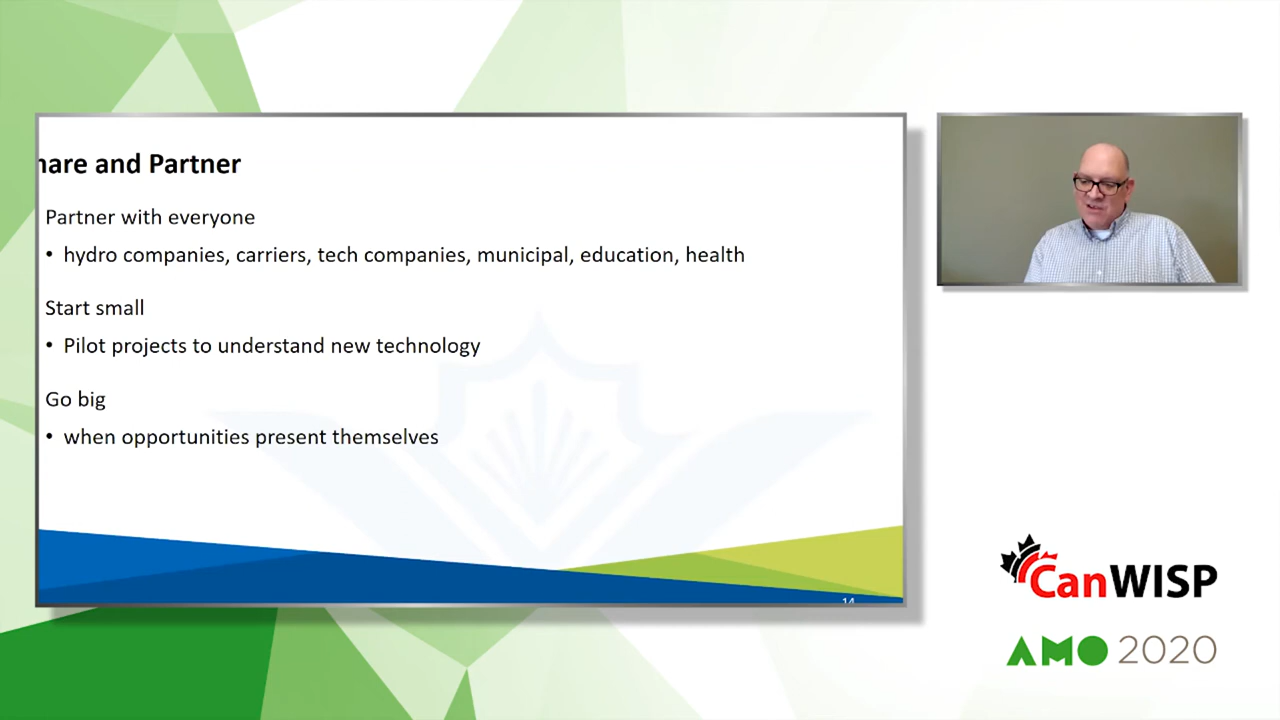 hare and Partner
Partner with everyone
• hydro companies, carriers, tech companies, municipal, education, health
Start small
• Pilot projects to understand new technology
Go big
• when opportunities present themselves
14
CanWISP
AMO 2020